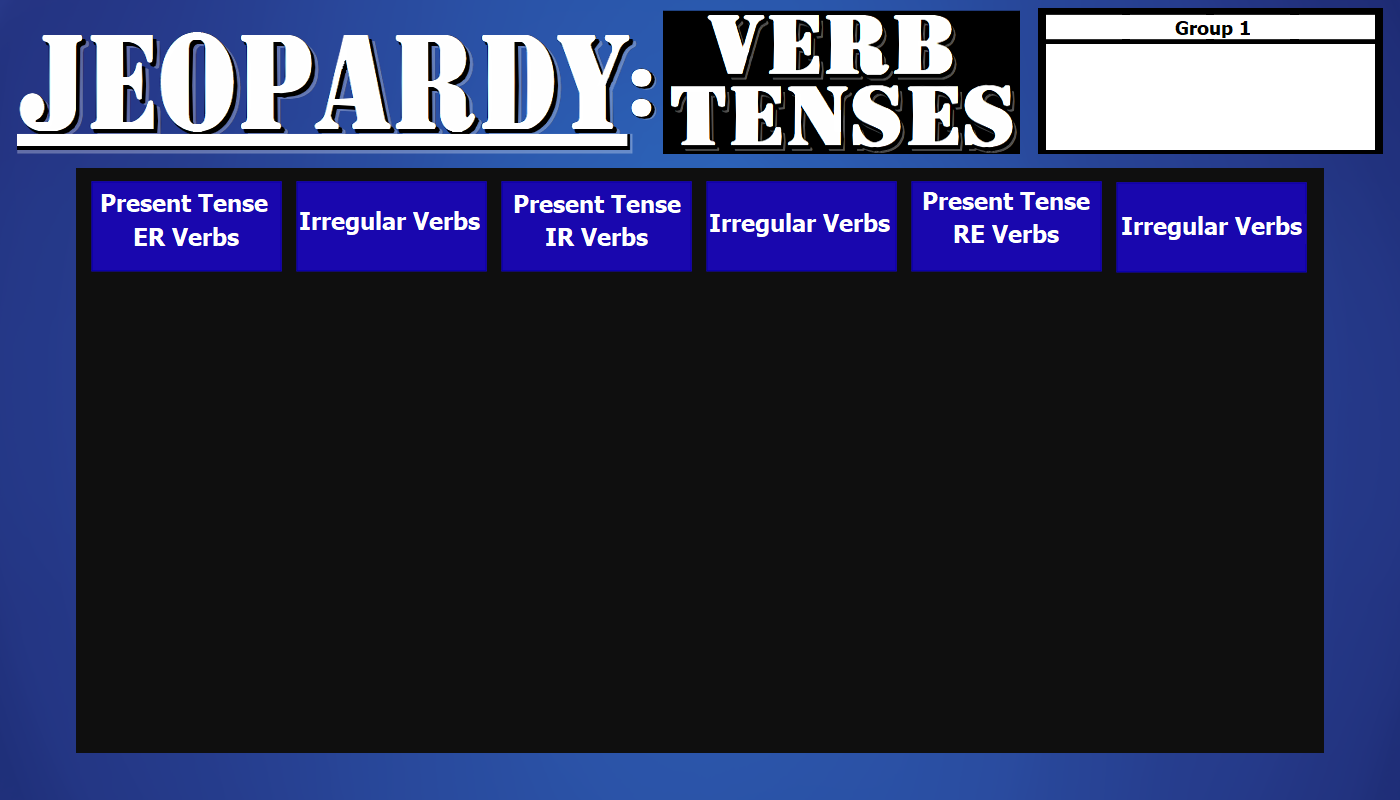 JEOPARDY:
VERB
TENSES
Group 1
Present Tense
ER Verbs
Irregular Verbs
Present Tense
IR Verbs
Irregular Verbs
Present Tense
RE Verbs
Irregular Verbs